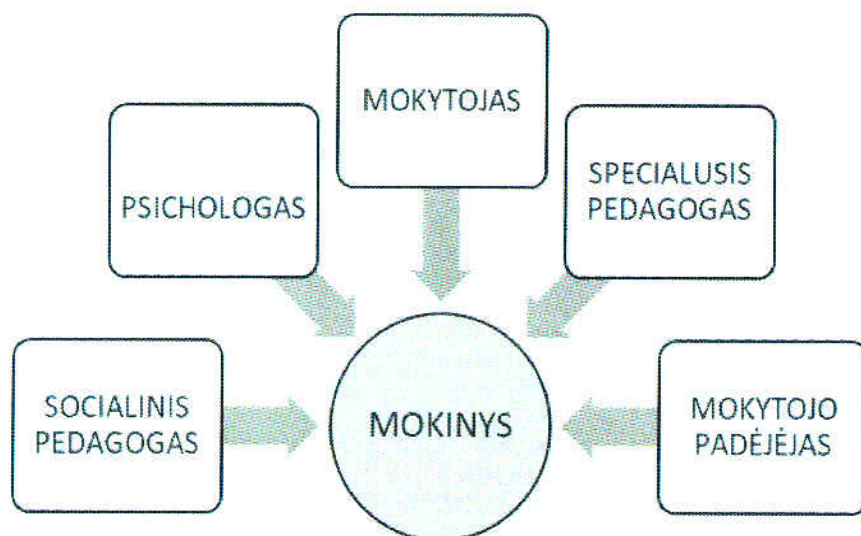 MOKYTOJAS
PSICHOLOGAS
SPECIALUSIS
PEDAGOGAS
SOCIALINIS
PEDAGOGAS
MOKINYS
MOKYTOJO
PADĖJĖJAS